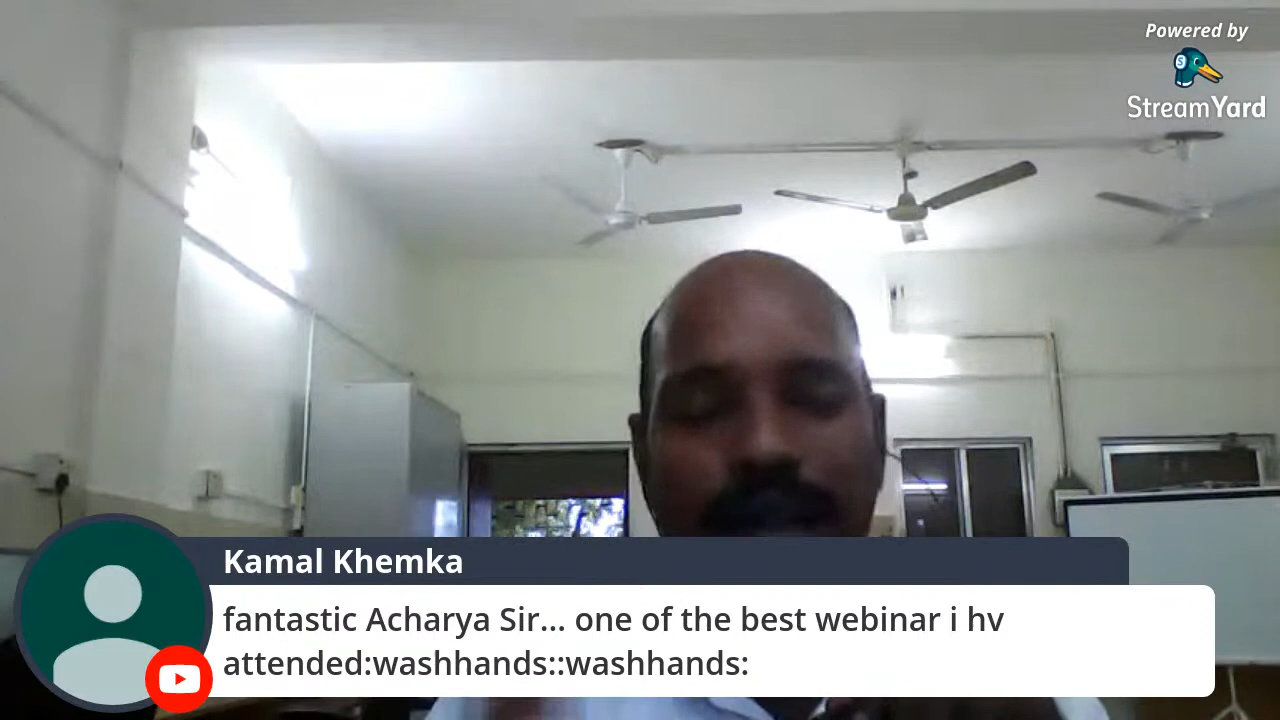 Powered by
StreamYard
Kamal Khemka
fantastic Acharya Sir... one of the best webinar i hv
attended:washhands::washhands: